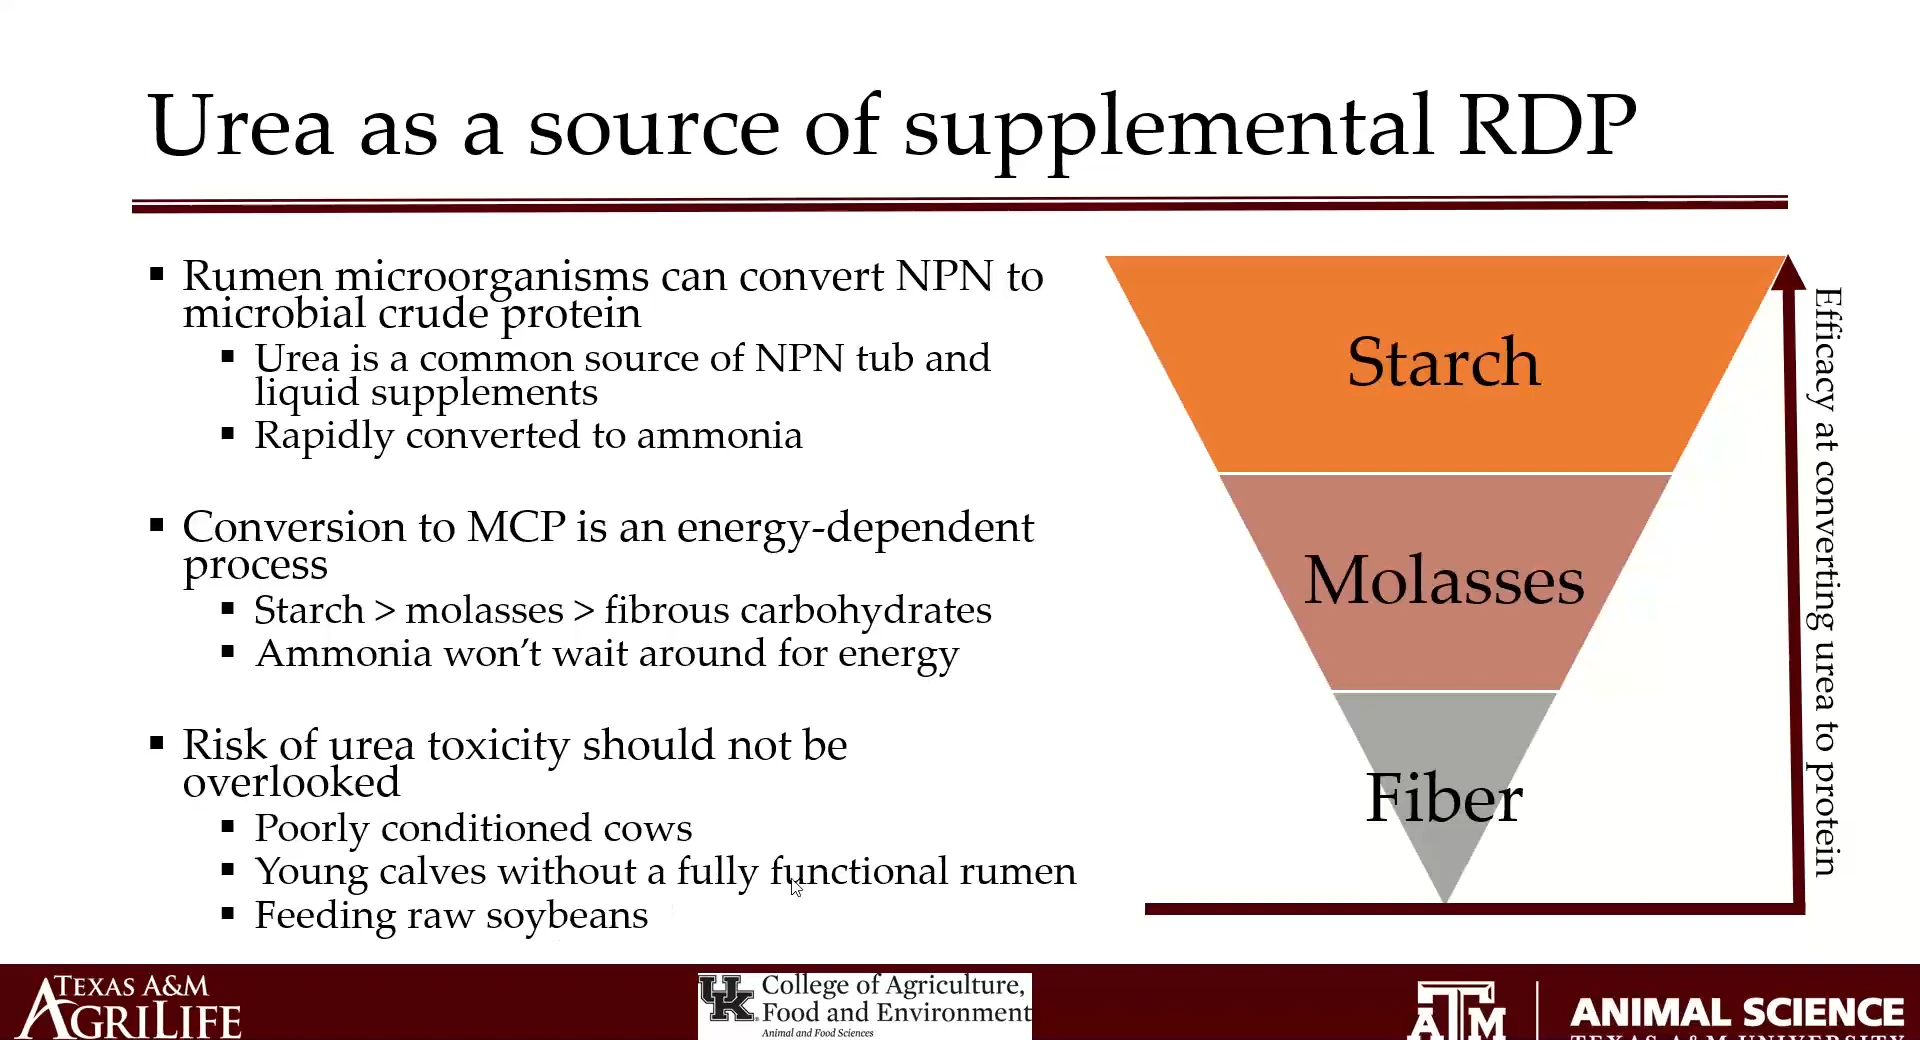 Urea as a source of supplemental RDP
▪ Rumen microorganisms can convert NPN to
microbial crude protein
▪ Urea is a common source of NPN tub and
liquid supplements
▪ Rapidly converted to ammonia
▪ Conversion to MCP is an energy-dependent
process
▪ Starch > molasses > fibrous carbohydrates
▪ Ammonia won’t wait around for energy
▪ Risk of urea toxicity should not be
overlooked
▪ Poorly conditioned cows
▪ Young calves without a fully functional rumen
▪ Feeding raw soybeans
Starch
Molasses
Fiber
Efficacy at converting urea to protein
TEXAS A&M
AGRILIFE
UK
College of Agriculture,
Food and Environment
Animal and Food Sciences
ATM
ANIMAL SCIENCE
TEXAS A&M UNIVERSITY